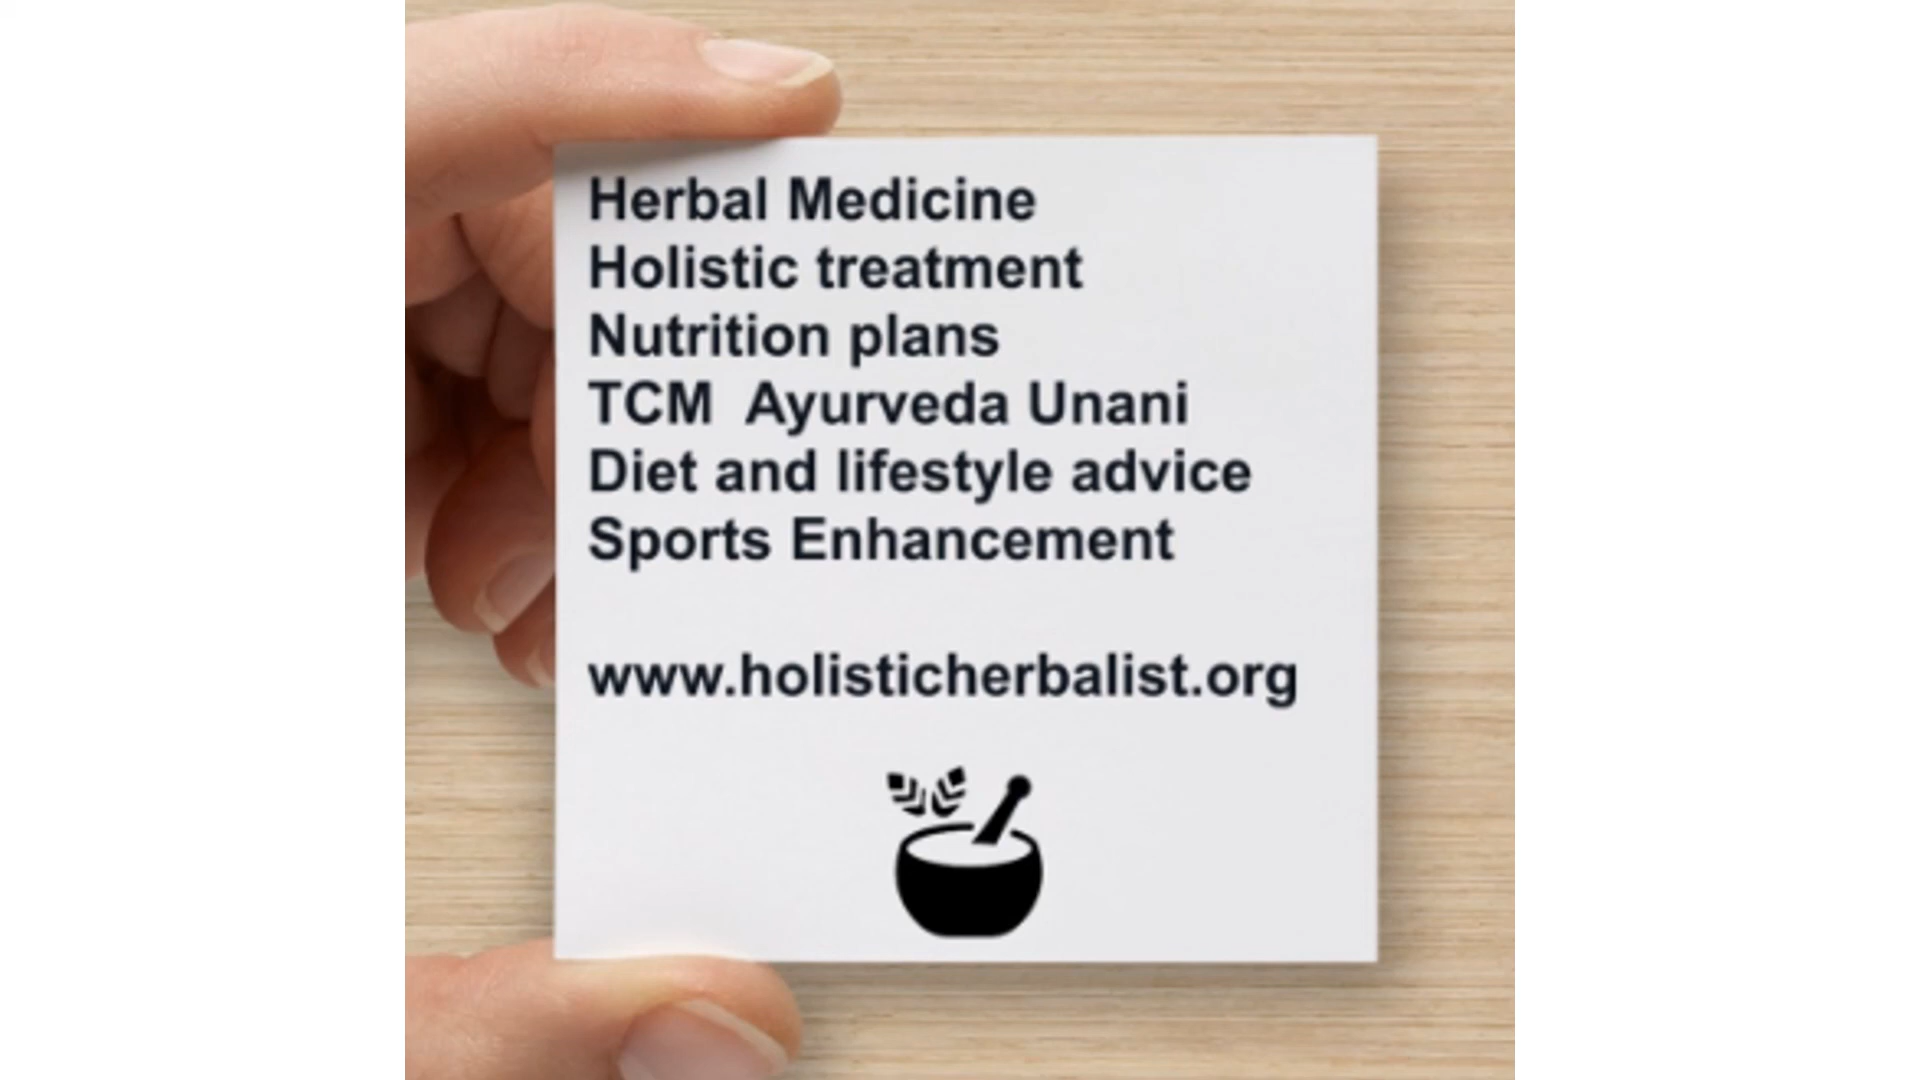 Herbal Medicine
Holistic treatment
Nutrition plans
TCM  Ayurveda Unani
Diet and lifestyle advice
Sports Enhancement
www.holisticherbalist.org